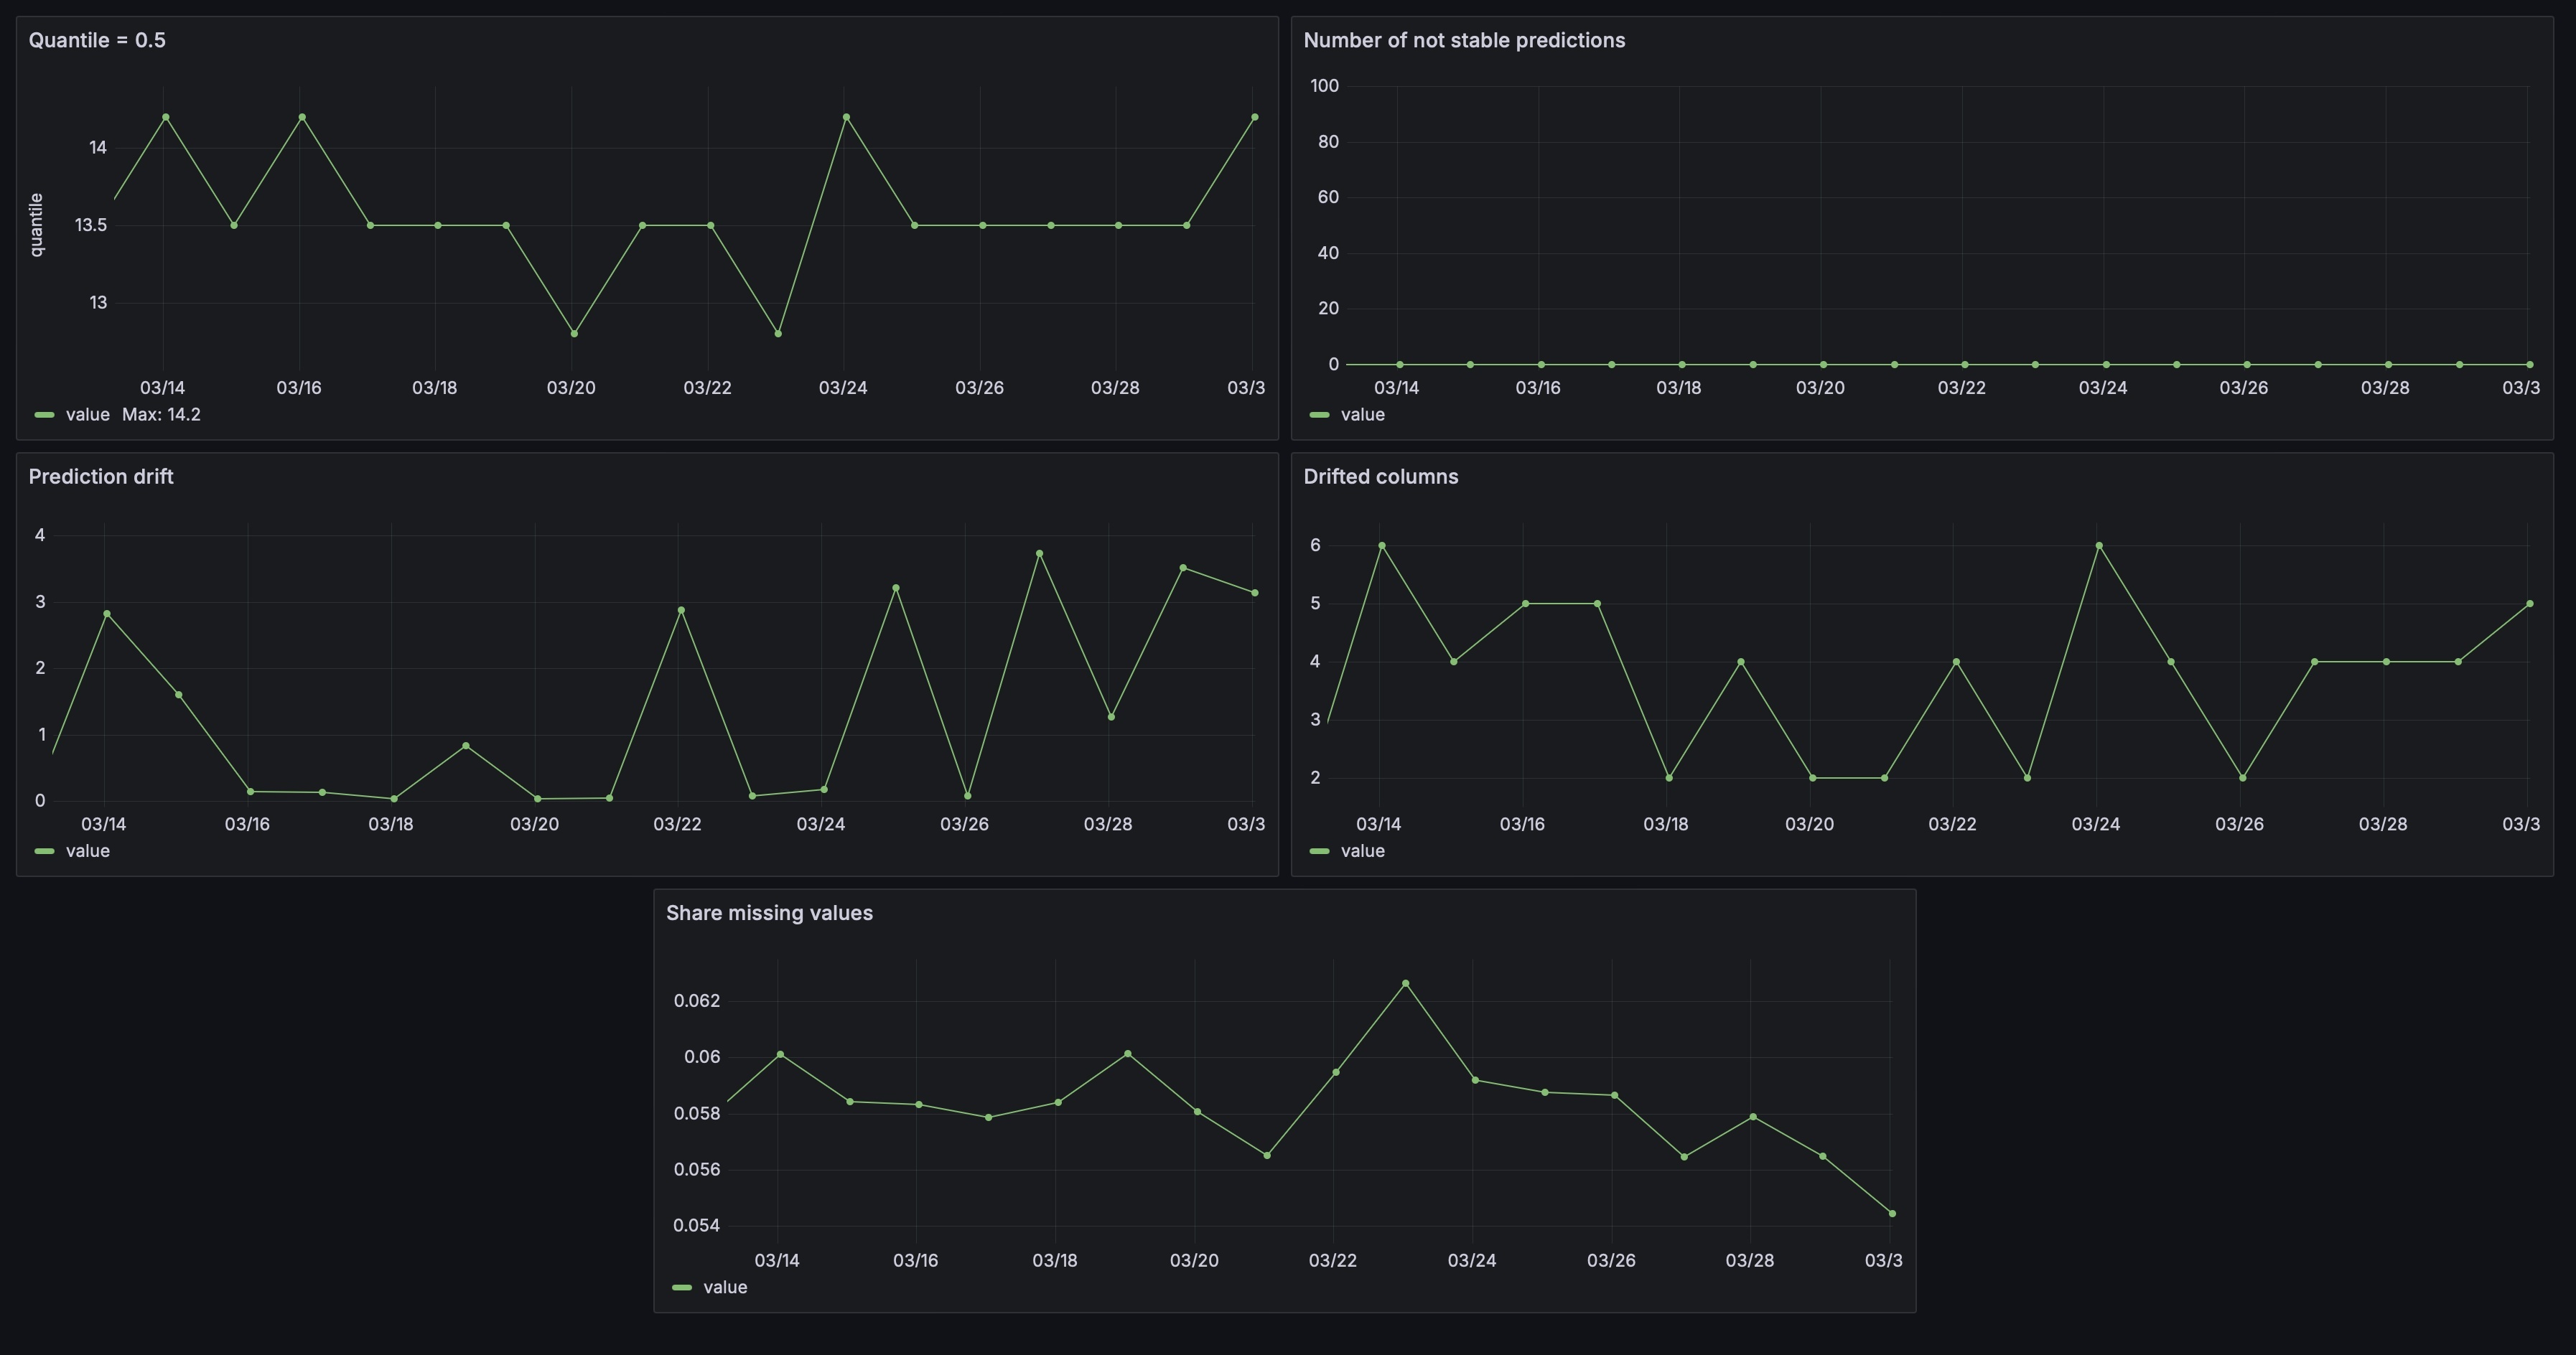 Quantile = 0.5
quantile
14
13.5
13
03/14 03/16 03/18 03/20 03/22 03/24 03/26 03/28 03/3
value Max: 14.2
Number of not stable predictions
100
80
60
40
20
0
03/14 03/16 03/18 03/20 03/22 03/24 03/26 03/28 03/3
value
Prediction drift
4
3
2
1
0
03/14 03/16 03/18 03/20 03/22 03/24 03/26 03/28 03/3
value
Drifted columns
6
5
4
3
2
03/14 03/16 03/18 03/20 03/22 03/24 03/26 03/28 03/3
value
Share missing values
0.062
0.06
0.058
0.056
0.054
03/14 03/16 03/18 03/20 03/22 03/24 03/26 03/28 03/3
value